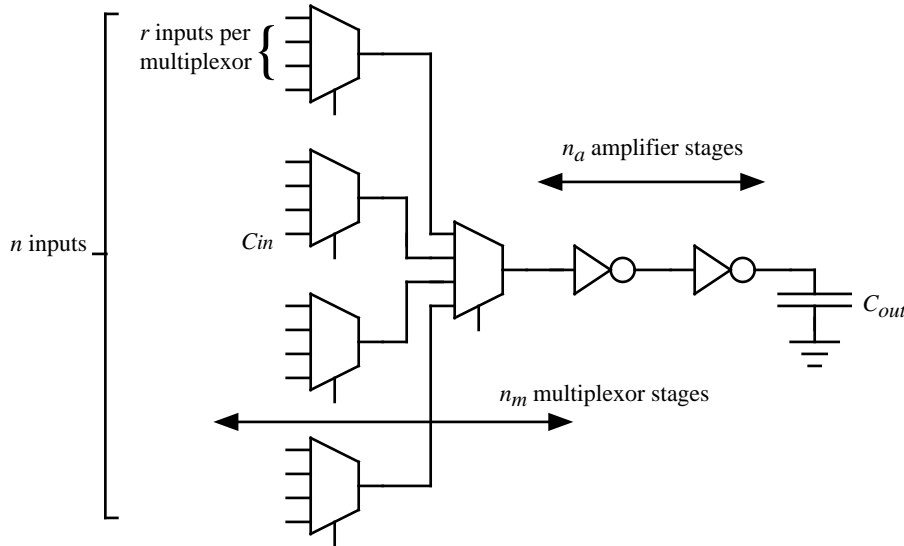 r inputs per
multiplexor
n_a amplifier stages
Cin
n inputs
C_out
n_m multiplexor stages